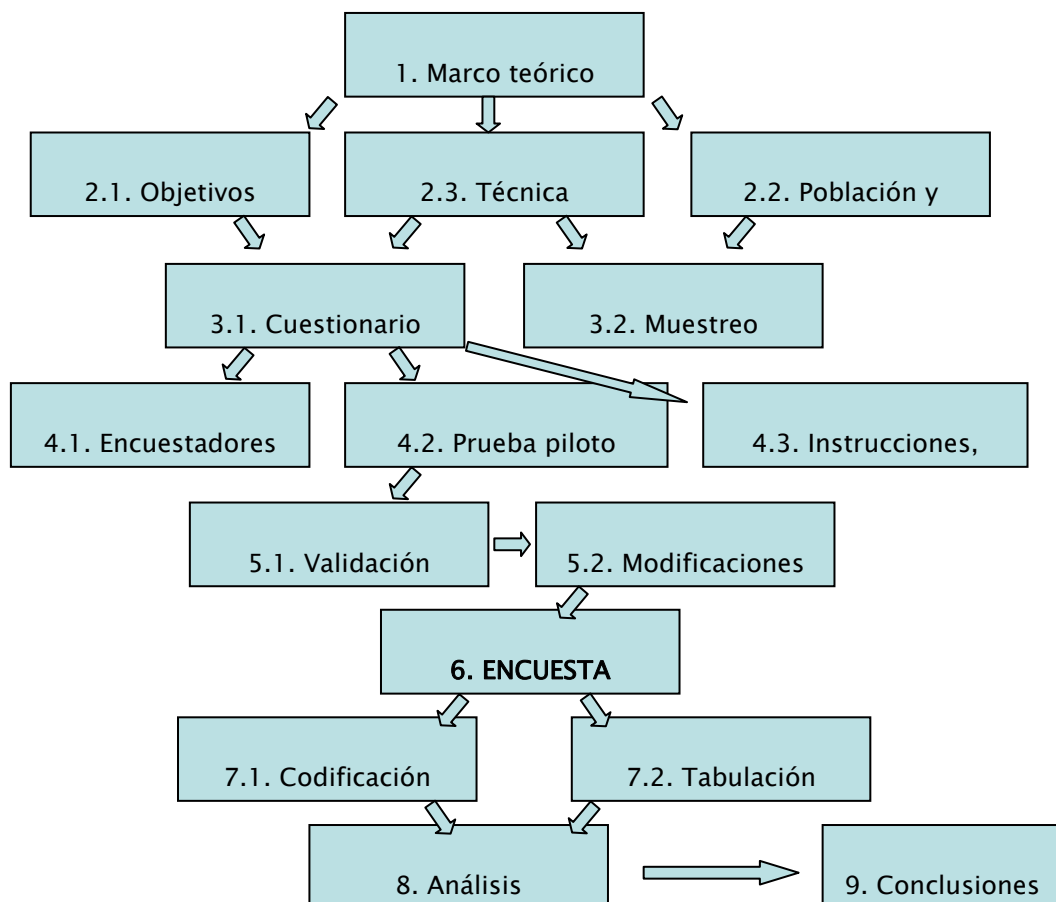 1. Marco teórico
2.1. Objetivos
2.3. Técnica
2.2. Población y
3.1. Cuestionario
3.2. Muestreo
4.1. Encuestadores
4.2. Prueba piloto
4.3. Instrucciones,
5.1. Validación
5.2. Modificaciones
6. ENCUESTA
7.1. Codificación
7.2. Tabulación
8. Análisis
9. Conclusiones